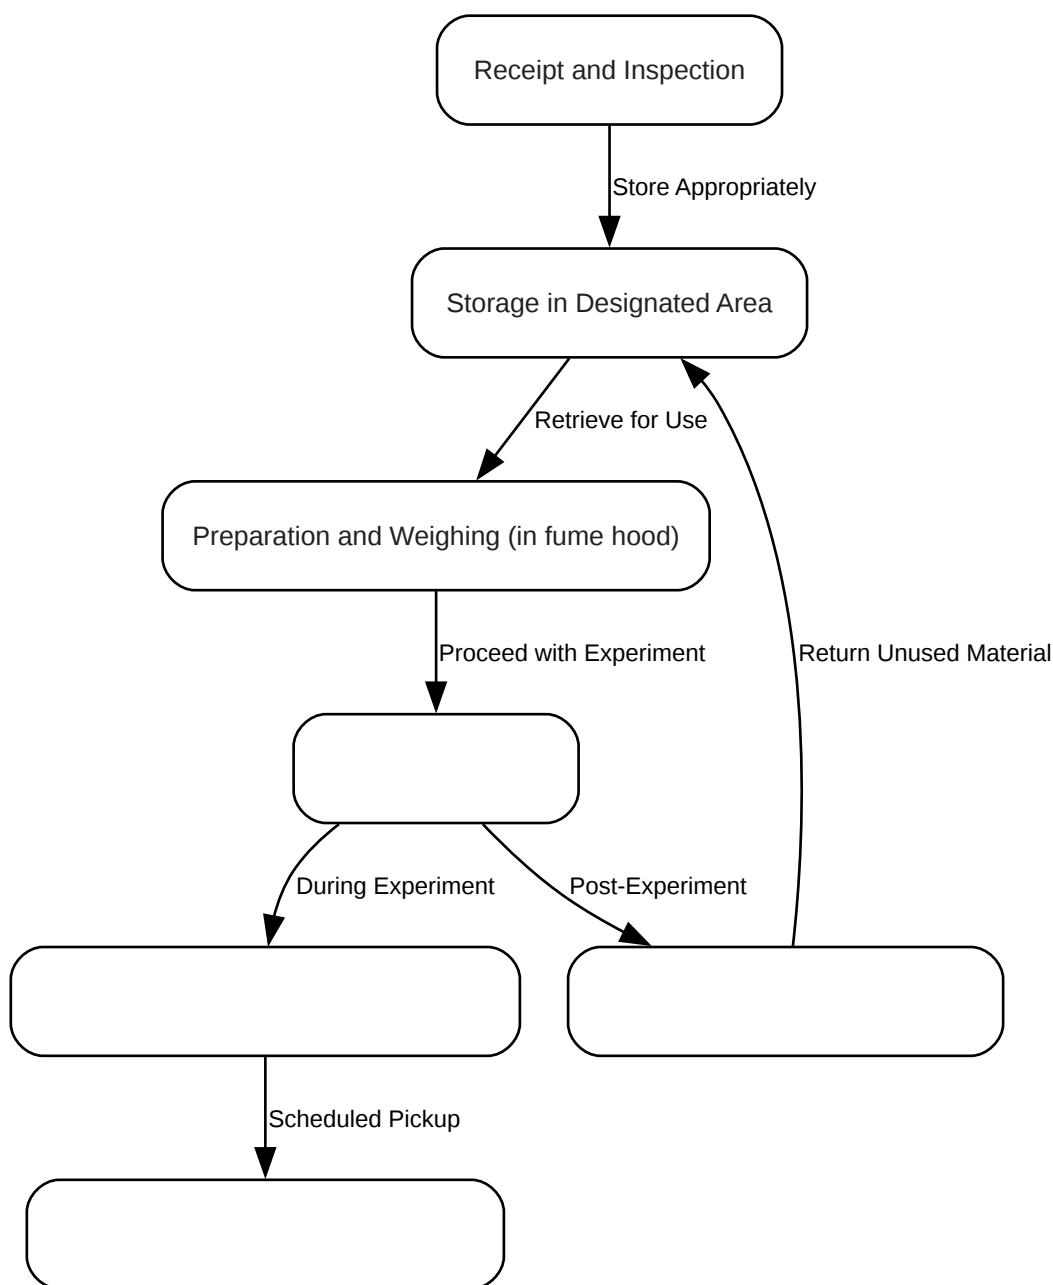 Receipt and Inspection
Store Appropriately
Storage in Designated Area
Retrieve for Use
Preparation and Weighing (in fume hood)
Proceed with Experiment
Return Unused Material
During Experiment
Post-Experiment
Scheduled Pickup